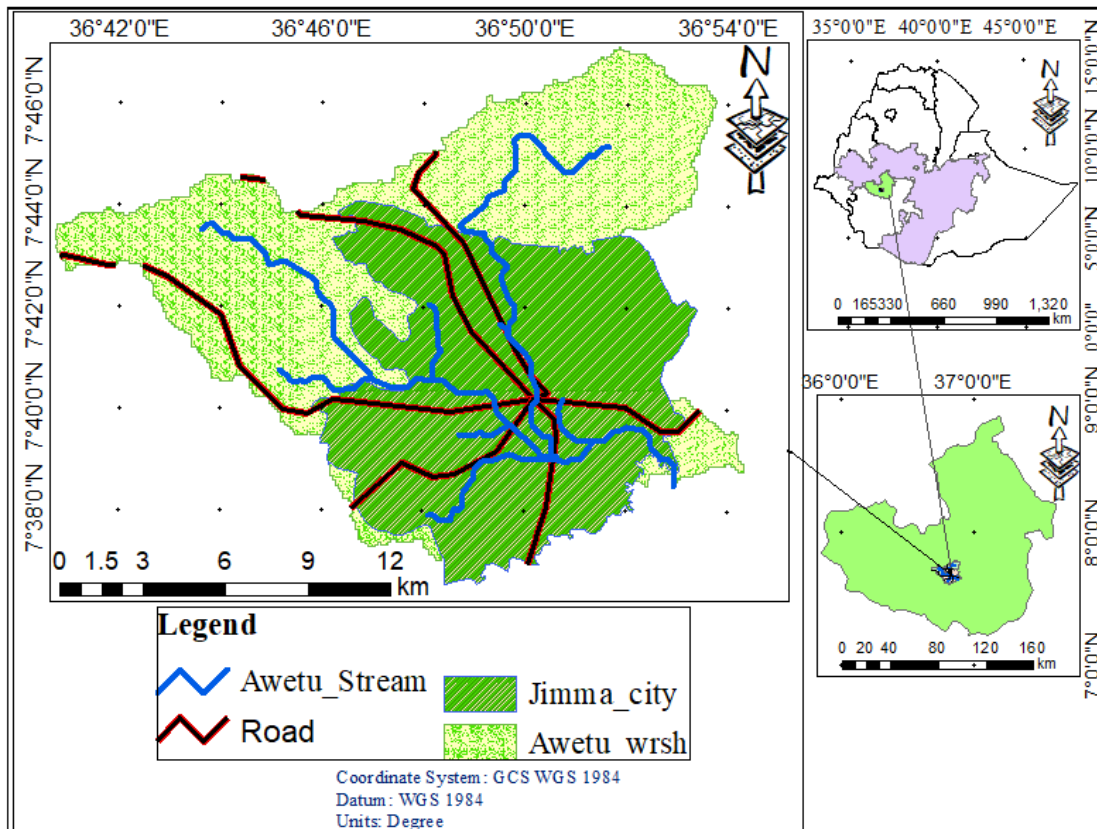 36°42'0"E 36°46'0"E 36°50'0"E 36°54'0"E
7°46'0"N
7°44'0"N
7°42'0"N
7°40'0"N
7°38'0"N
N
0 1.5 3 6 9 12
km
Legend
Awetu_Stream
Road
Jimma_city
Awetu_wrsh
Coordinate System: GCS WGS 1984
Datum: WGS 1984
Units: Degree
35°0'0"E 40°0'0"E 45°0'0"E
15°0'0"N
10°0'0"N
5°0'0"N
0°0'0"
N
0 165330 660 990 1,320
km
36°0'0"E 37°0'0"E
9°0'0"N
8°0'0"N
7°0'0"N
N
0 20 40 80 120 160
km